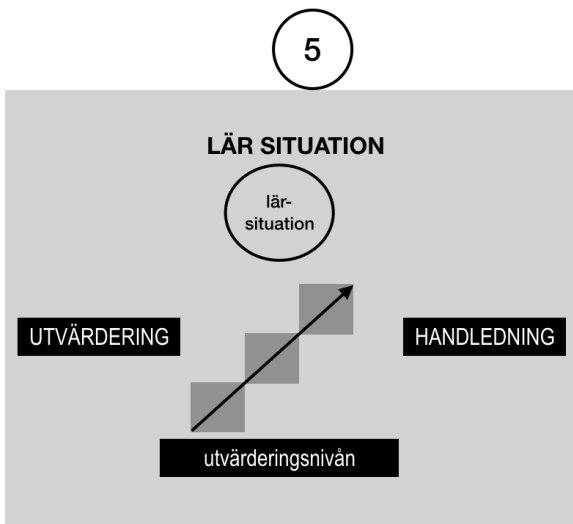 5
LÄR SITUATION
lär-
situation
UTVÄRDERING
HANDLEDNING
utvärderingsnivån